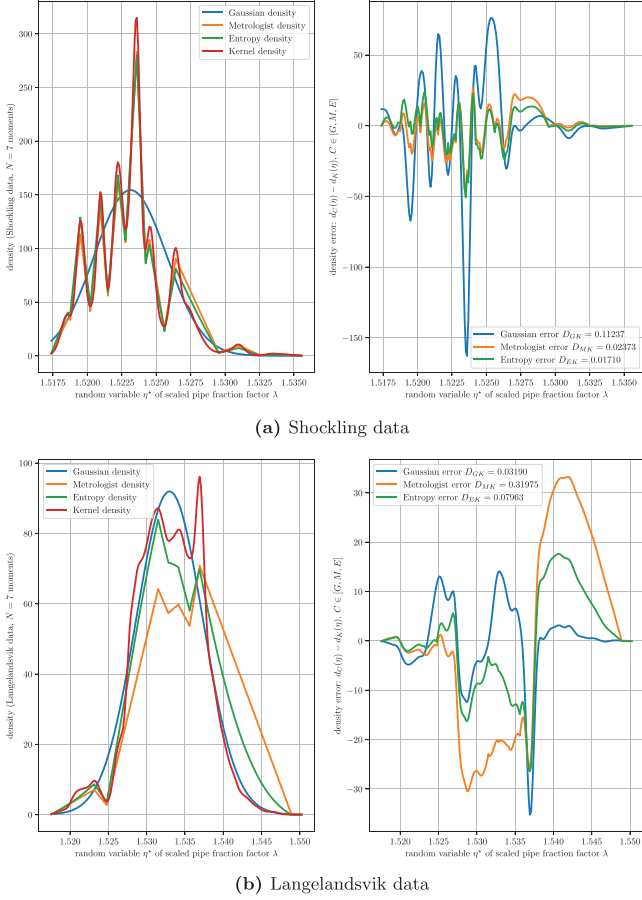 300
250
200
150
100
50
0
density (Shockling data, N = 7 moments)
Gaussian density
Metrologist density
Entropy density
Kernel density
1.5175 1.5200 1.5225 1.5250 1.5275 1.5300 1.5325 1.5350
random variable η⋆ of scaled pipe fraction factor λ
50
0
−50
−100
−150
density error: d_C(η) − d_K(η), C ∈ [G, M, E]
Gaussian error D_GK = 0.11237
Metrologist error D_MK = 0.02373
Entropy error D_EK = 0.01710
1.5175 1.5200 1.5225 1.5250 1.5275 1.5300 1.5325 1.5350
random variable η⋆ of scaled pipe fraction factor λ
(a) Shockling data
100
80
60
40
20
0
density (Langelandsvik data, N = 7 moments)
Gaussian density
Metrologist density
Entropy density
Kernel density
1.520 1.525 1.530 1.535 1.540 1.545 1.550
random variable η⋆ of scaled pipe fraction factor λ
30
20
10
0
−10
−20
−30
density error: d_C(η) − d_K(η), C ∈ [G, M, E]
Gaussian error D_GK = 0.03190
Metrologist error D_MK = 0.31975
Entropy error D_EK = 0.07963
1.520 1.525 1.530 1.535 1.540 1.545 1.550
random variable η⋆ of scaled pipe fraction factor λ
(b) Langelandsvik data